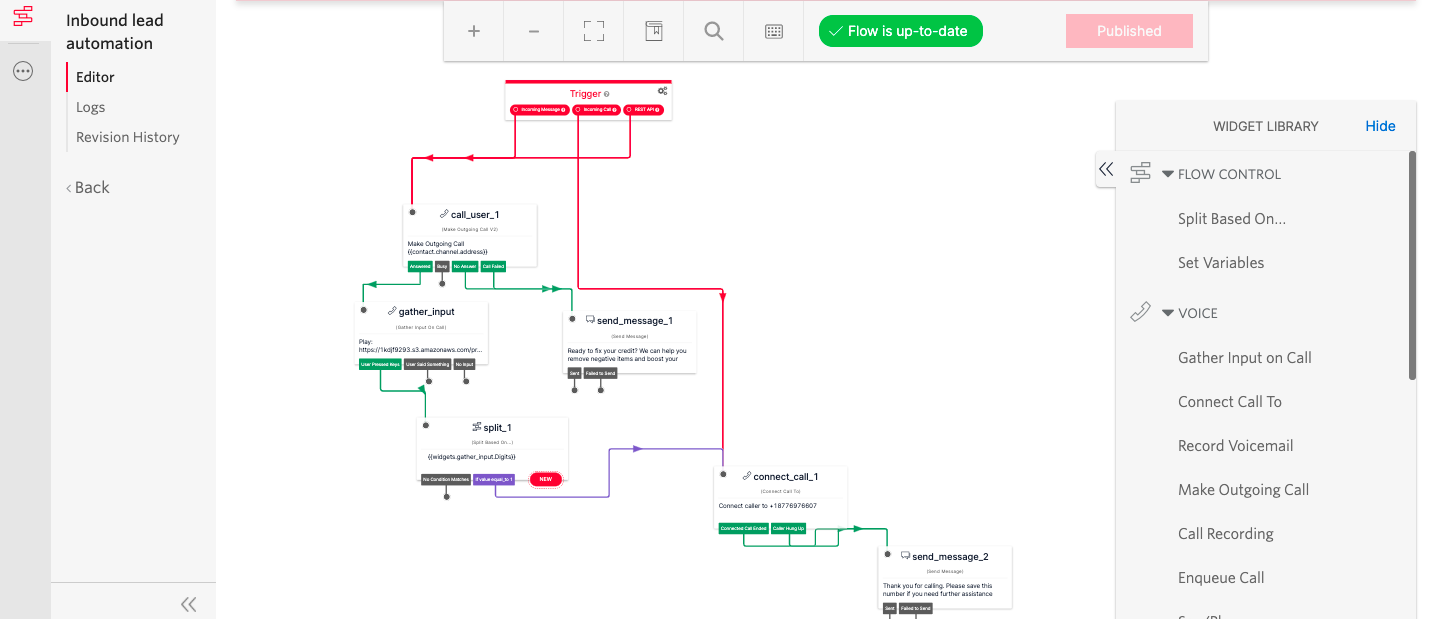 Inbound lead
automation
Editor
Logs
Revision History
‹ Back
+
−
✓ Flow is up-to-date
Published
Trigger
Incoming Message
Incoming Call
REST API
call_user_1
(Make Outgoing Call V2)
Make Outgoing Call
{{contact.channel.address}}
Answered
Busy
No Answer
Call Failed
gather_input
(Gather Input On Call)
Play:
https://1kdjf9293.s3.amazonaws.com/pr...
User Pressed Keys
User Said Something
No Input
send_message_1
(Send Message)
Ready to fix your credit? We can help you
remove negative items and boost your
Sent
Failed to Send
split_1
(Split Based On...)
{{widgets.gather_input.Digits}}
No Condition Matches
If value equal_to 1
NEW
connect_call_1
(Connect Call To)
Connect caller to +18776976607
Connected Call Ended
Caller Hung Up
send_message_2
(Send Message)
Thank you for calling. Please save this
number if you need further assistance
Sent
Failed to Send
WIDGET LIBRARY
Hide
FLOW CONTROL
Split Based On...
Set Variables
VOICE
Gather Input on Call
Connect Call To
Record Voicemail
Make Outgoing Call
Call Recording
Enqueue Call